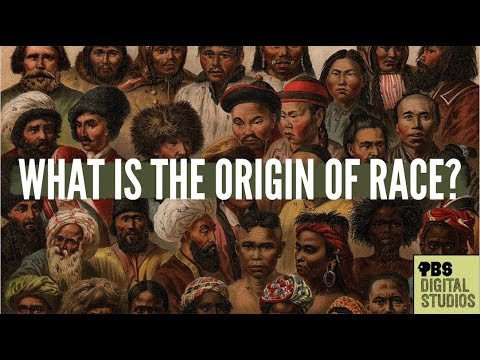 WHAT IS THE ORIGIN OF RACE?
PBS
DIGITAL
STUDIOS